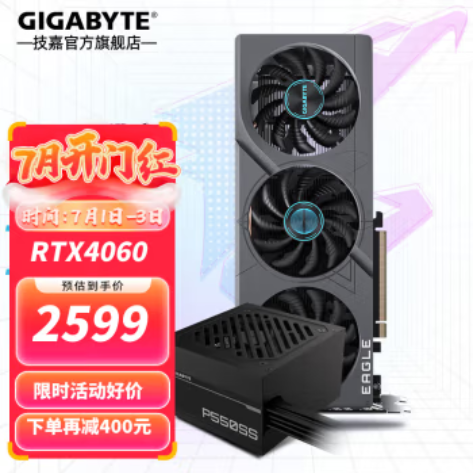 GIGABYTE
技嘉官方旗舰店
GIGABYTE
7月开门红
时间:7月1日-3日
RTX4060
预估到手价
2599
限时活动好价
下单再减400元
EAGLE
GIGABYTE
P550SS